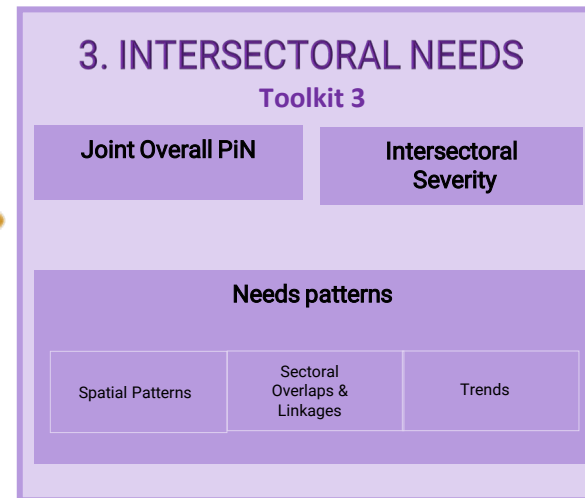 3. INTERSECTORAL NEEDS
Toolkit 3
Joint Overall PiN
Intersectoral
Severity
Needs patterns
Spatial Patterns
Sectoral
Overlaps &
Linkages
Trends